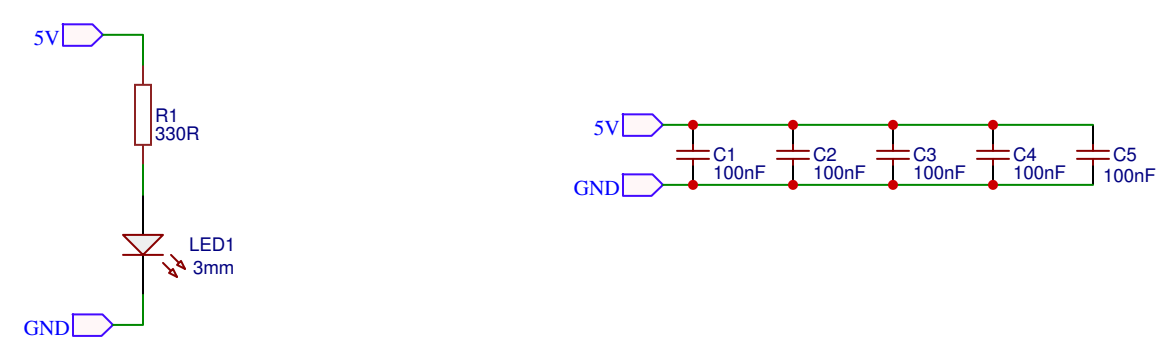 5V
R1
330R
LED1
3mm
GND
5V
GND
C1
100nF
C2
100nF
C3
100nF
C4
100nF
C5
100nF